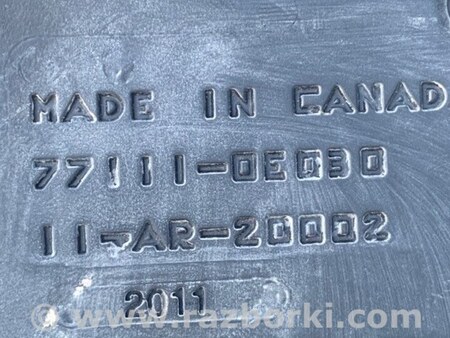 MADE IN CANAD
77111-0E030
11-AR-20002
2011
© www.razborki.com